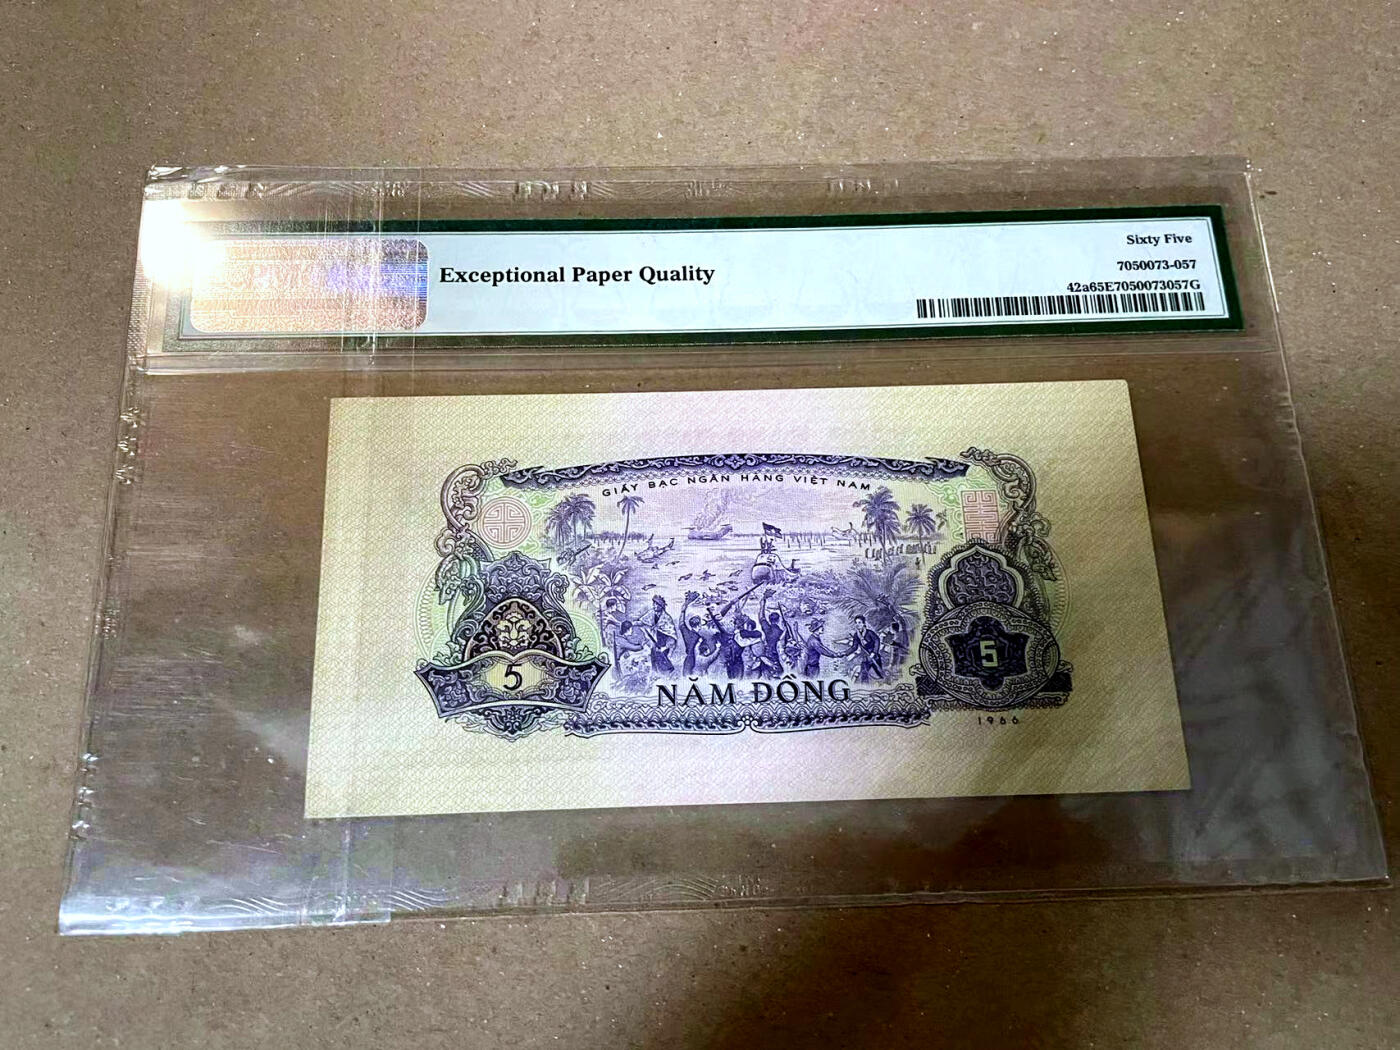 Sixty Five
7050073-057
42a65E7050073057G
PMG
Exceptional Paper Quality
GIẤY BẠC NGÂN HÀNG VIỆT NAM
5
5
NĂM ĐỒNG
1966